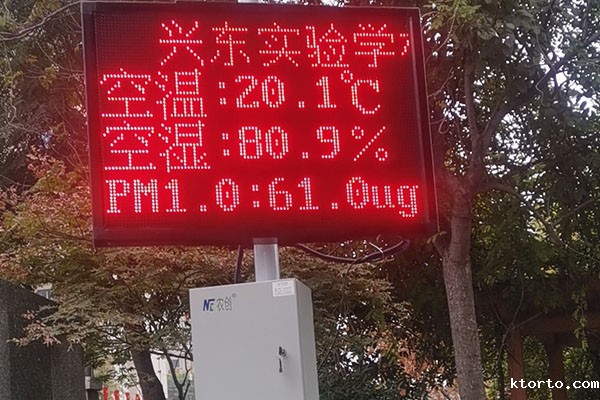 兴东实验学
空温:20.1℃
空湿:80.9%
PM1.0:61.0ug
NE农创®
ktorto.com